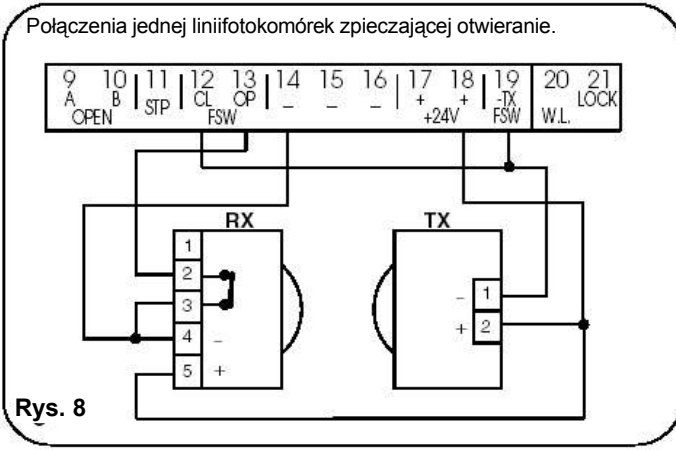 Połączenia jednej liniifotokomórek zpieczającej otwieranie.
9 10 11 12 13 14 15 16 17 18 19 20 21
A B STP CL OP – – – + + -TX W.L. LOCK
OPEN FSW +24V FSW
RX TX
1
2
3
4 –
5 +
– 1
+ 2
Rys. 8